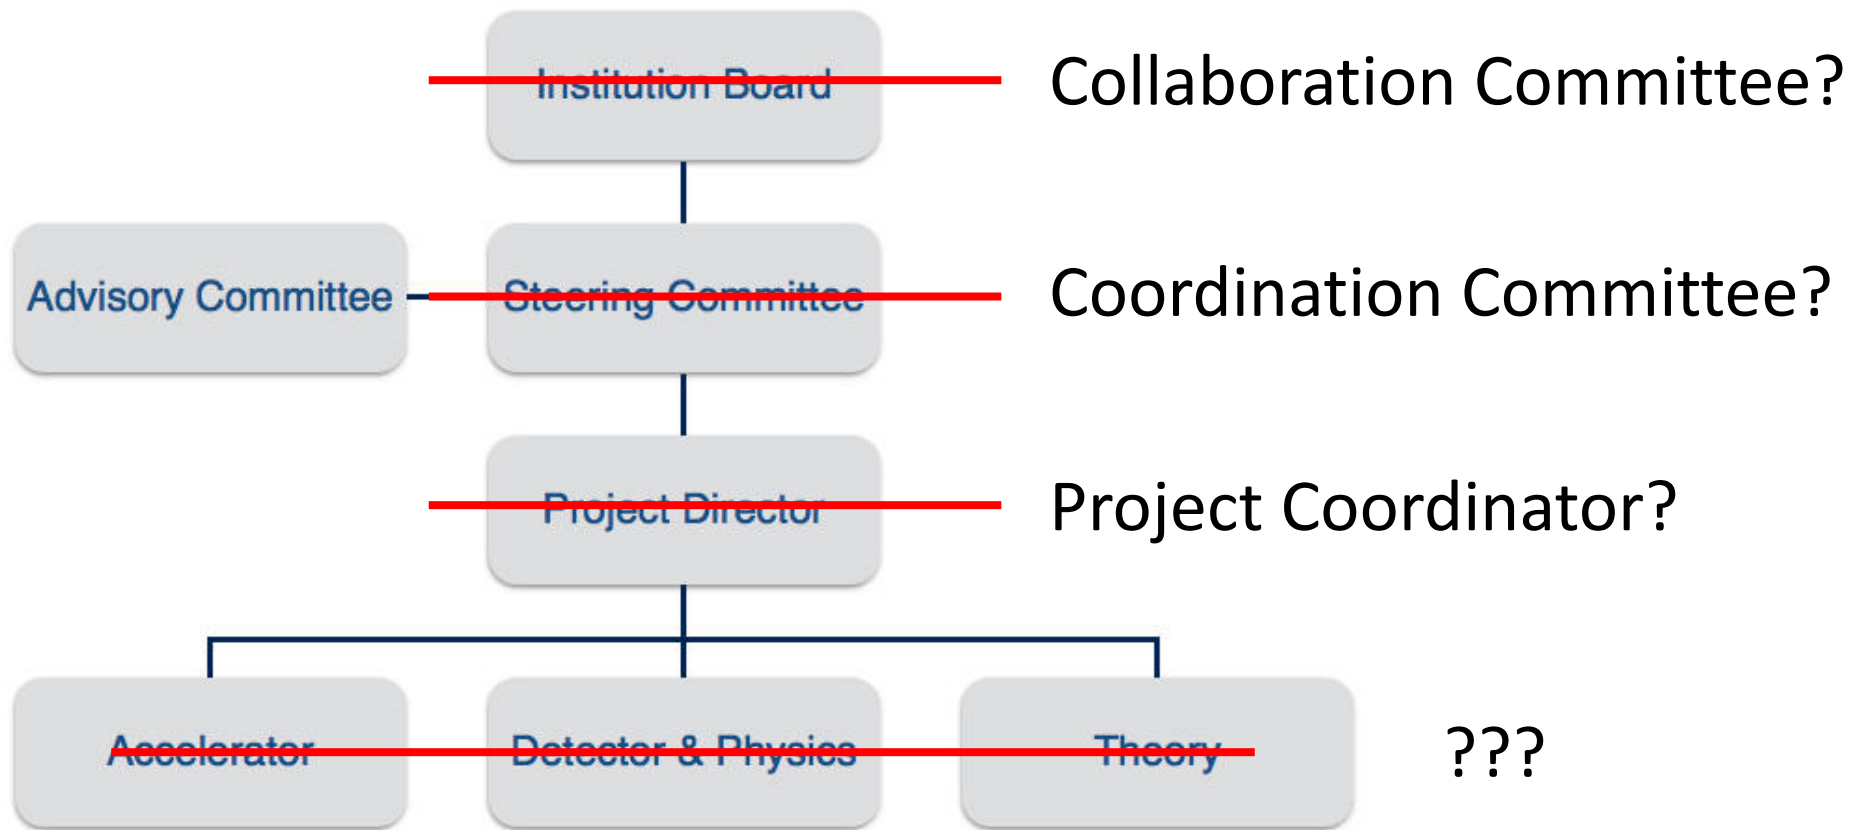 Institution Board
Collaboration Committee?
Advisory Committee
Steering Committee
Coordination Committee?
Project Director
Project Coordinator?
Accelerator
Detector & Physics
Theory
???